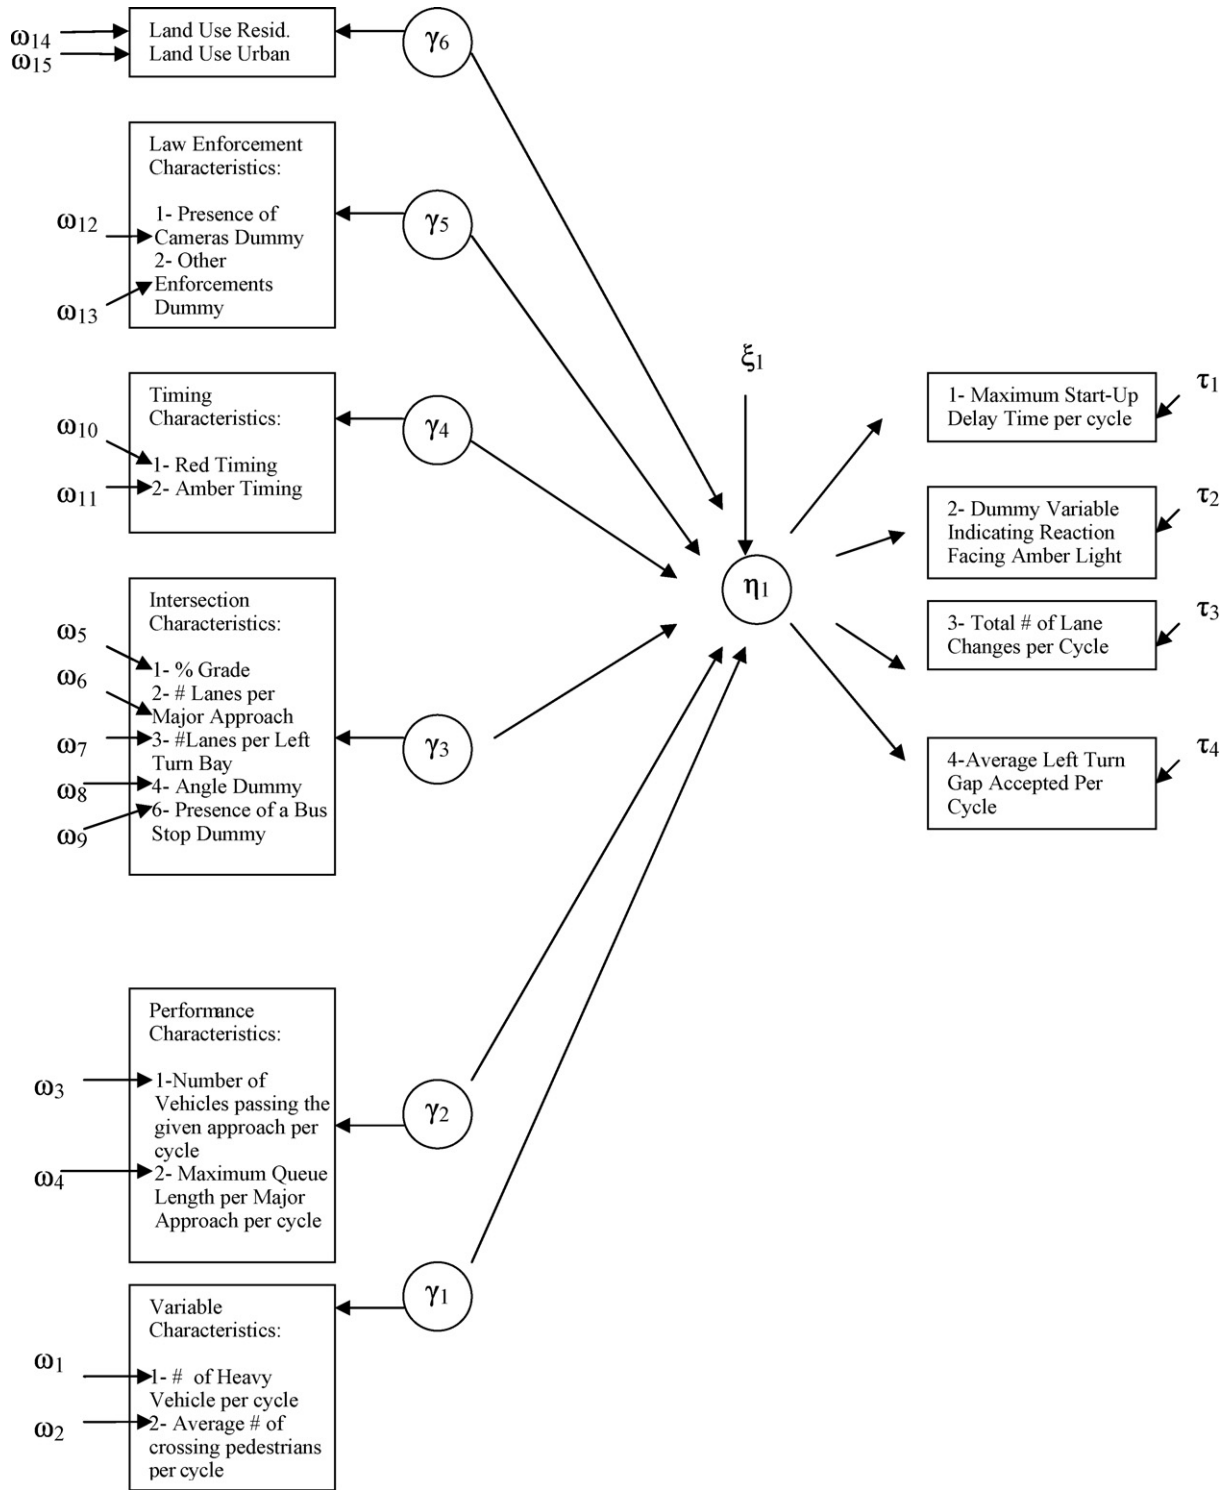 ω14
ω15
Land Use Resid.
Land Use Urban
γ6
Law Enforcement
Characteristics:
1- Presence of
Cameras Dummy
2- Other
Enforcements
Dummy
ω12
ω13
γ5
Timing
Characteristics:
1- Red Timing
2- Amber Timing
ω10
ω11
γ4
Intersection
Characteristics:
1- % Grade
2- # Lanes per
Major Approach
3- #Lanes per Left
Turn Bay
4- Angle Dummy
6- Presence of a Bus
Stop Dummy
ω5
ω6
ω7
ω8
ω9
γ3
Performance
Characteristics:
1-Number of
Vehicles passing the
given approach per
cycle
2- Maximum Queue
Length per Major
Approach per cycle
ω3
ω4
γ2
Variable
Characteristics:
1- # of Heavy
Vehicle per cycle
2- Average # of
crossing pedestrians
per cycle
ω1
ω2
γ1
ξ1
η1
1- Maximum Start-Up
Delay Time per cycle
τ1
2- Dummy Variable
Indicating Reaction
Facing Amber Light
τ2
3- Total # of Lane
Changes per Cycle
τ3
4-Average Left Turn
Gap Accepted Per
Cycle
τ4